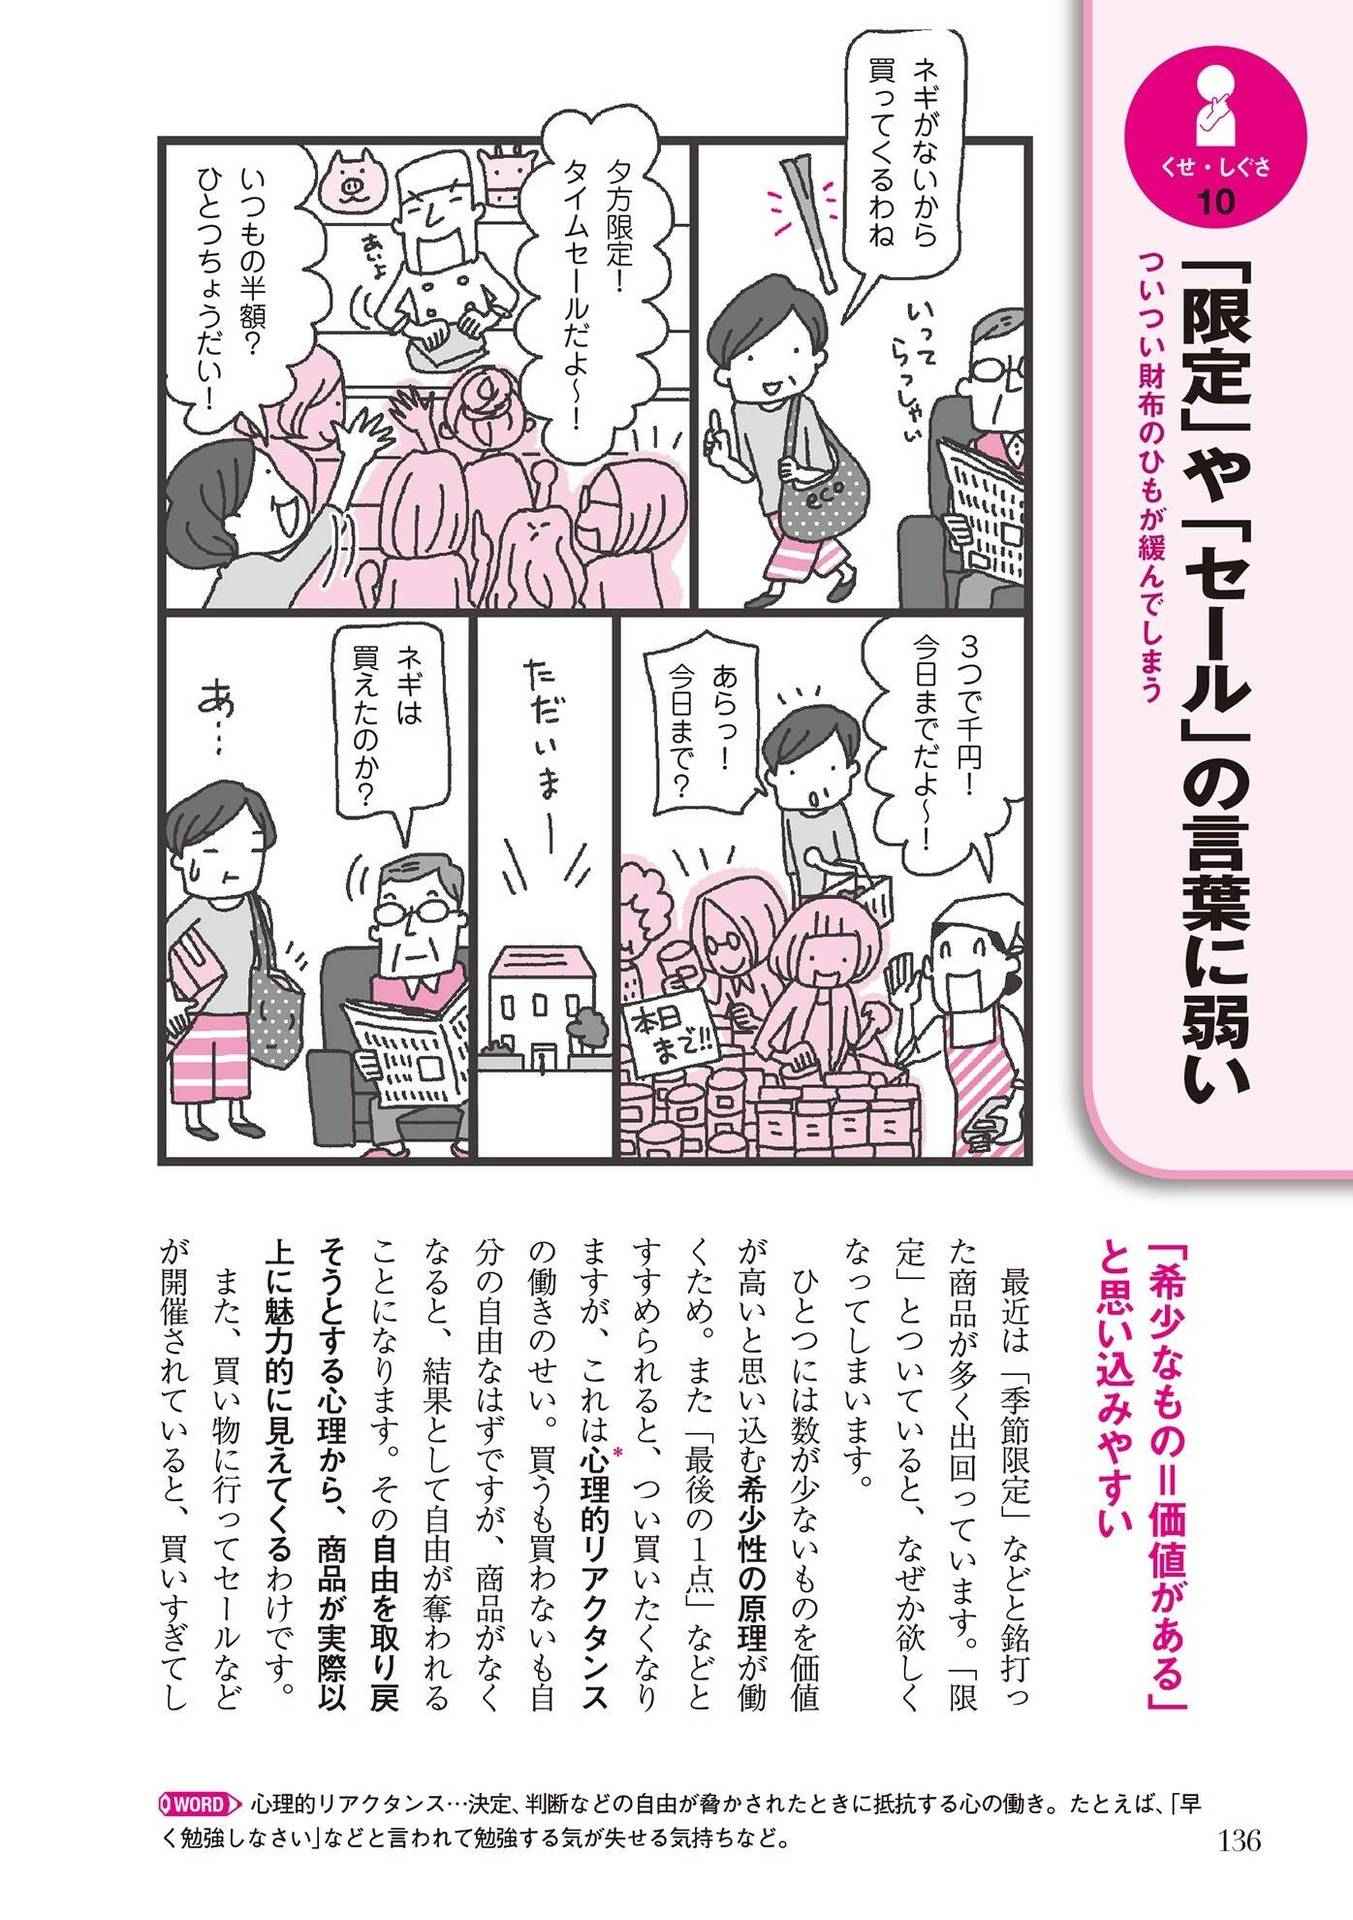 くせ・しぐさ
10
「限定」や「セール」の言葉に弱い
ついつい財布のひもが緩んでしまう
ネギがないから
買ってくるわね
いって
らっしゃい
eco
夕方限定！
タイムセールだよ〜！
あいよ
いつもの半額？
ひとつちょうだい！
3つで千円！
今日までだよ〜！
あらっ！
今日まで？
本日
まで!!
ただいまー
ネギは
買えたのか？
あ…
「希少なもの＝価値がある」
と思い込みやすい
最近は「季節限定」などと銘打っ
た商品が多く出回っています。「限
定」とついていると、なぜか欲しく
なってしまいます。
ひとつには数が少ないものを価値
が高いと思い込む希少性の原理が働
くため。また「最後の1点」などと
すすめられると、つい買いたくなり
ますが、これは心理的リアクタンス*
の働きのせい。買うも買わないも自
分の自由なはずですが、商品がなく
なると、結果として自由が奪われる
ことになります。その自由を取り戻
そうとする心理から、商品が実際以
上に魅力的に見えてくるわけです。
また、買い物に行ってセールなど
が開催されていると、買いすぎてし
WORD 心理的リアクタンス…決定、判断などの自由が脅かされたときに抵抗する心の働き。たとえば、「早
く勉強しなさい」などと言われて勉強する気が失せる気持ちなど。
136